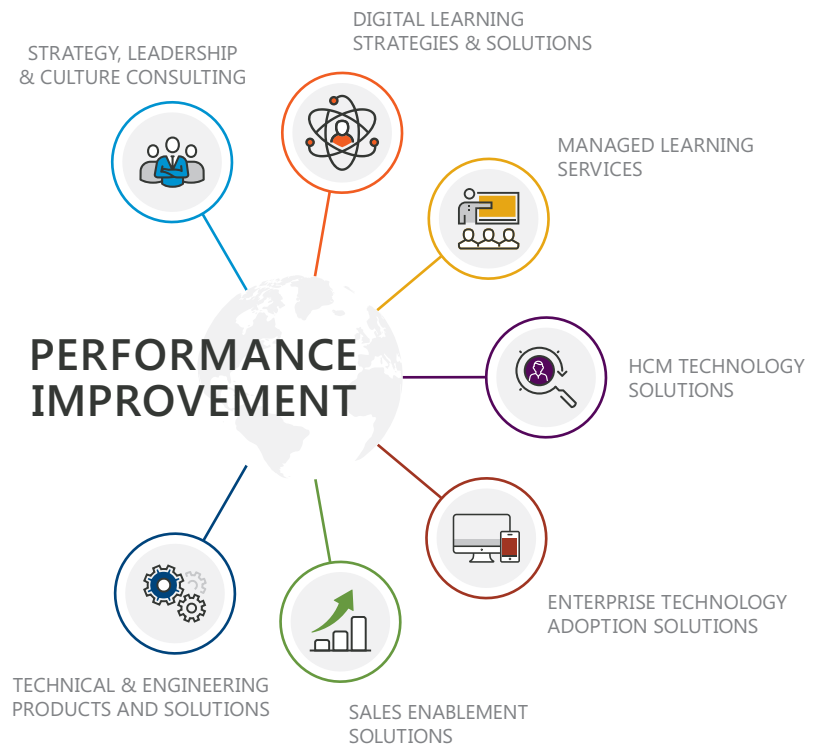 DIGITAL LEARNING
STRATEGIES & SOLUTIONS
STRATEGY, LEADERSHIP
& CULTURE CONSULTING
MANAGED LEARNING
SERVICES
PERFORMANCE
IMPROVEMENT
HCM TECHNOLOGY
SOLUTIONS
ENTERPRISE TECHNOLOGY
ADOPTION SOLUTIONS
TECHNICAL & ENGINEERING
PRODUCTS AND SOLUTIONS
SALES ENABLEMENT
SOLUTIONS